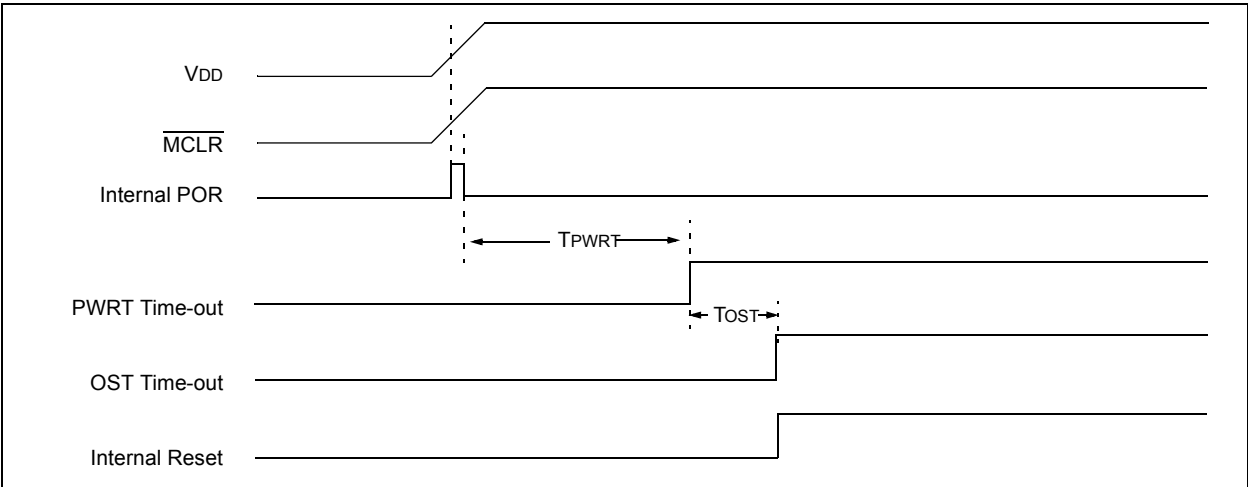 VDD
MCLR
Internal POR
TPWRT
PWRT Time-out
TOST
OST Time-out
Internal Reset